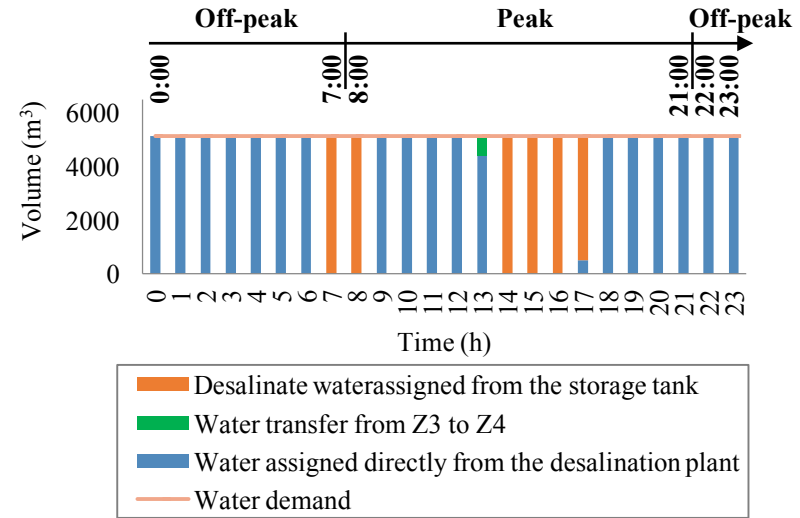 Off-peak Peak Off-peak
0:00 7:00 8:00 21:00 22:00 23:00
Volume (m³)
6000
4000
2000
0
0 1 2 3 4 5 6 7 8 9 10 11 12 13 14 15 16 17 18 19 20 21 22 23
Time (h)
Desalinate waterassigned from the storage tank
Water transfer from Z3 to Z4
Water assigned directly from the desalination plant
Water demand